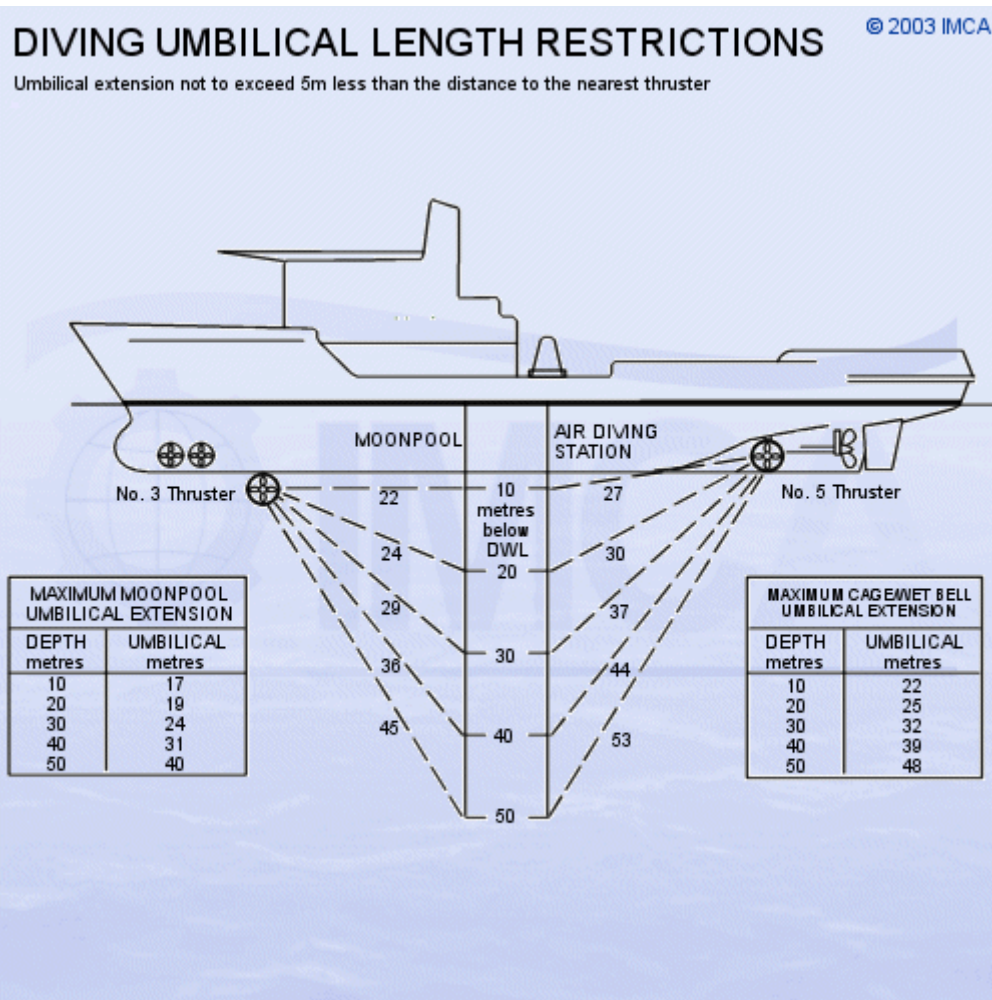 © 2003 IMCA
DIVING UMBILICAL LENGTH RESTRICTIONS
Umbilical extension not to exceed 5m less than the distance to the nearest thruster
MOONPOOL
AIR DIVING
STATION
No. 3 Thruster
No. 5 Thruster
10
metres
below
DWL
20
30
40
50
22
24
29
36
45
27
30
37
44
53
MAXIMUM MOONPOOL
UMBILICAL EXTENSION
DEPTH metres UMBILICAL metres
10 17
20 19
30 24
40 31
50 40
MAXIMUM CAGE/WET BELL
UMBILICAL EXTENSION
DEPTH metres UMBILICAL metres
10 22
20 25
30 32
40 39
50 48
IMCA